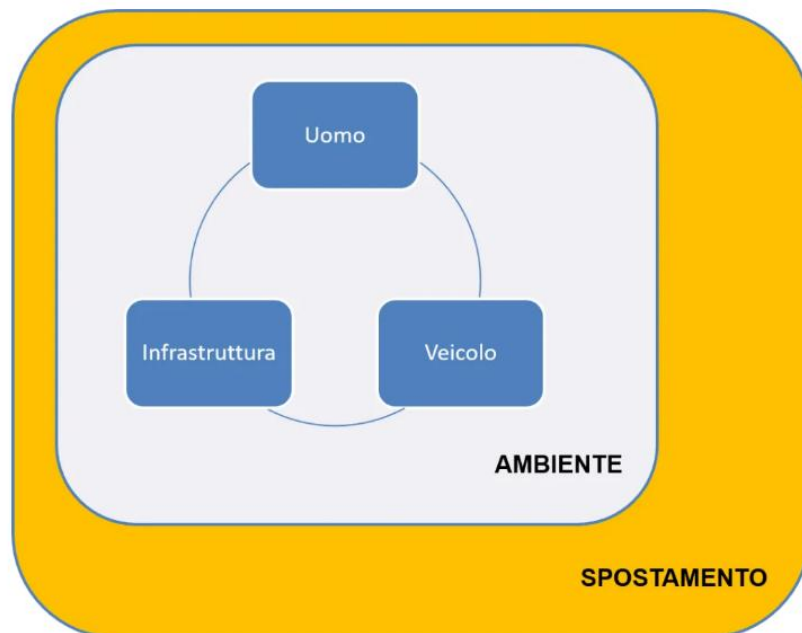 Uomo
Infrastruttura
Veicolo
AMBIENTE
SPOSTAMENTO